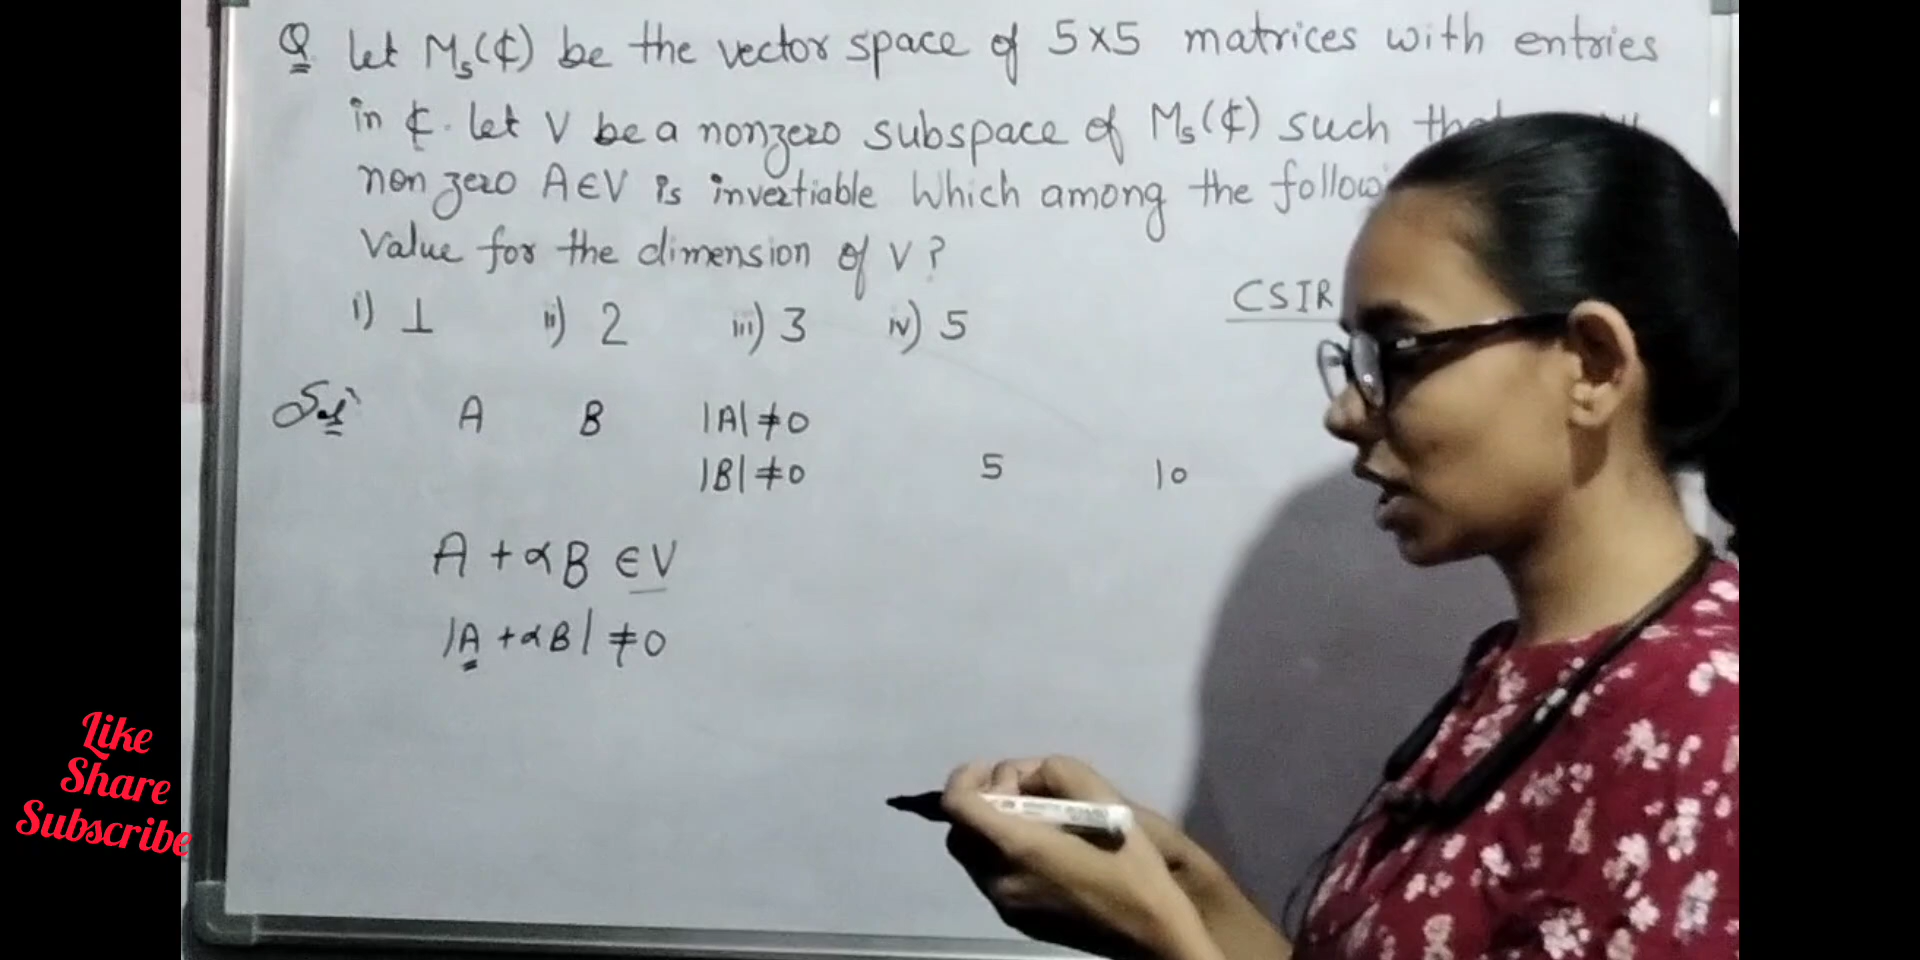 Q Let M5(₵) be the vector space of 5×5 matrices with entries
in ₵. Let V be a nonzero subspace of M5(₵) such
non zero A∈V is invertiable Which among the
Value for the dimension of V?
CSIR
i) 1 ii) 2 iii) 3 iv) 5
Sol A B |A| ≠ 0
|B| ≠ 0 5 10
A + αB ∈ V
|A + αB| ≠ 0
Like
Share
Subscribe